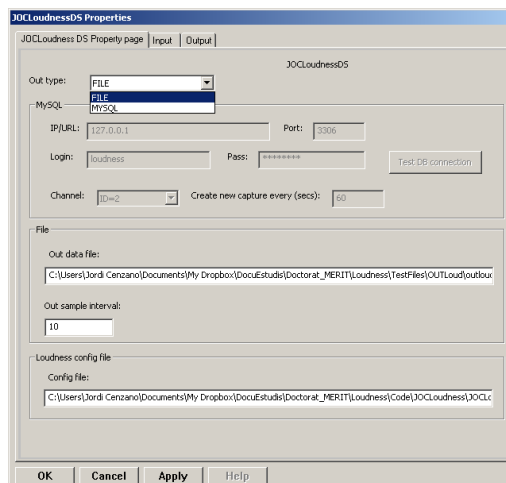 JOCLoudnessDS Properties
JOCLoudness DS Property page Input Output
JOCLoudnessDS
Out type: FILE
FILE
MYSQL
MySQL
IP/URL: 127.0.0.1 Port: 3306
Login: loudness Pass: ******** Test DB connection
Channel: ID=2 Create new capture every (secs): 60
File
Out data file:
C:\Users\Jordi Cenzano\Documents\My Dropbox\DocuEstudis\Doctorat_MERIT\Loudness\TestFiles\OUTLoud\outlouc
Out sample interval:
10
Loudness config file
Config file:
C:\Users\Jordi Cenzano\Documents\My Dropbox\DocuEstudis\Doctorat_MERIT\Loudness\Code\JOCLoudness\JOCLc
OK Cancel Apply Help